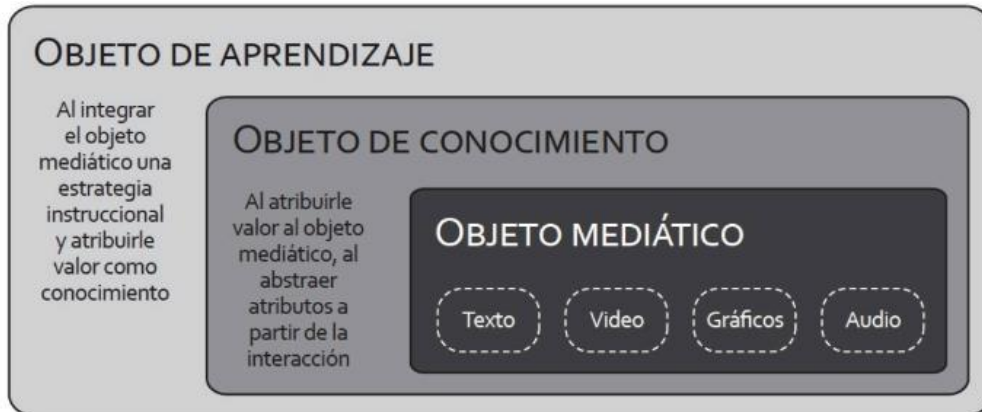 OBJETO DE APRENDIZAJE
Al integrar
el objeto
mediático una
estrategia
instruccional
y atribuirle
valor como
conocimiento
OBJETO DE CONOCIMIENTO
Al atribuirle
valor al objeto
mediático, al
abstraer
atributos a
partir de la
interacción
OBJETO MEDIÁTICO
Texto
Video
Gráficos
Audio